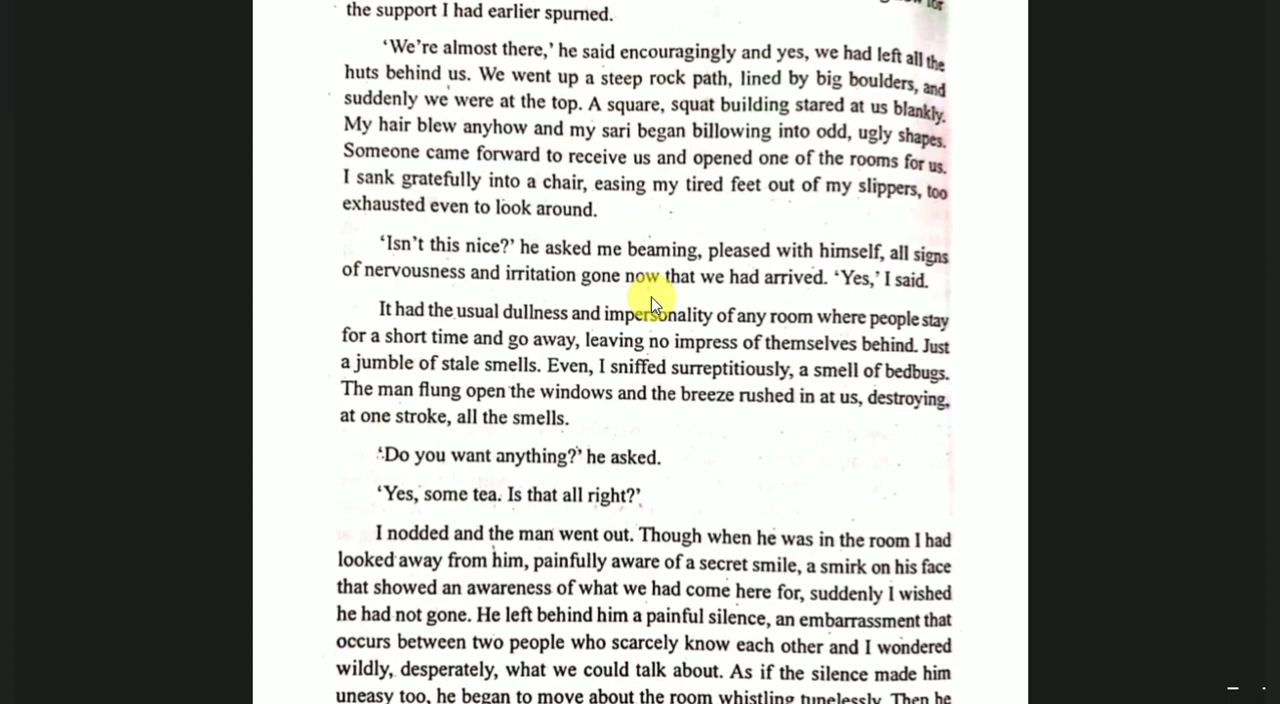 the support I had earlier spurned.
‘We’re almost there,’ he said encouragingly and yes, we had left all the
huts behind us. We went up a steep rock path, lined by big boulders, and
suddenly we were at the top. A square, squat building stared at us blankly.
My hair blew anyhow and my sari began billowing into odd, ugly shapes.
Someone came forward to receive us and opened one of the rooms for us.
I sank gratefully into a chair, easing my tired feet out of my slippers, too
exhausted even to look around.
‘Isn’t this nice?’ he asked me beaming, pleased with himself, all signs
of nervousness and irritation gone now that we had arrived. ‘Yes,’ I said.
It had the usual dullness and impersonality of any room where people stay
for a short time and go away, leaving no impress of themselves behind. Just
a jumble of stale smells. Even, I sniffed surreptitiously, a smell of bedbugs.
The man flung open the windows and the breeze rushed in at us, destroying,
at one stroke, all the smells.
‘Do you want anything?’ he asked.
‘Yes, some tea. Is that all right?’
I nodded and the man went out. Though when he was in the room I had
looked away from him, painfully aware of a secret smile, a smirk on his face
that showed an awareness of what we had come here for, suddenly I wished
he had not gone. He left behind him a painful silence, an embarrassment that
occurs between two people who scarcely know each other and I wondered
wildly, desperately, what we could talk about. As if the silence made him
uneasy too, he began to move about the room whistling tunelessly. Then he